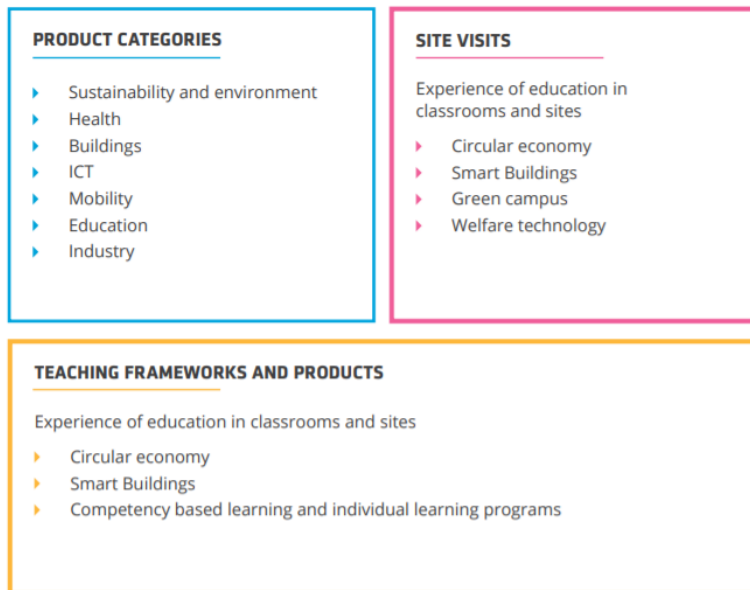 PRODUCT CATEGORIES
Sustainability and environment
Health
Buildings
ICT
Mobility
Education
Industry
SITE VISITS
Experience of education in
classrooms and sites
Circular economy
Smart Buildings
Green campus
Welfare technology
TEACHING FRAMEWORKS AND PRODUCTS
Experience of education in classrooms and sites
Circular economy
Smart Buildings
Competency based learning and individual learning programs